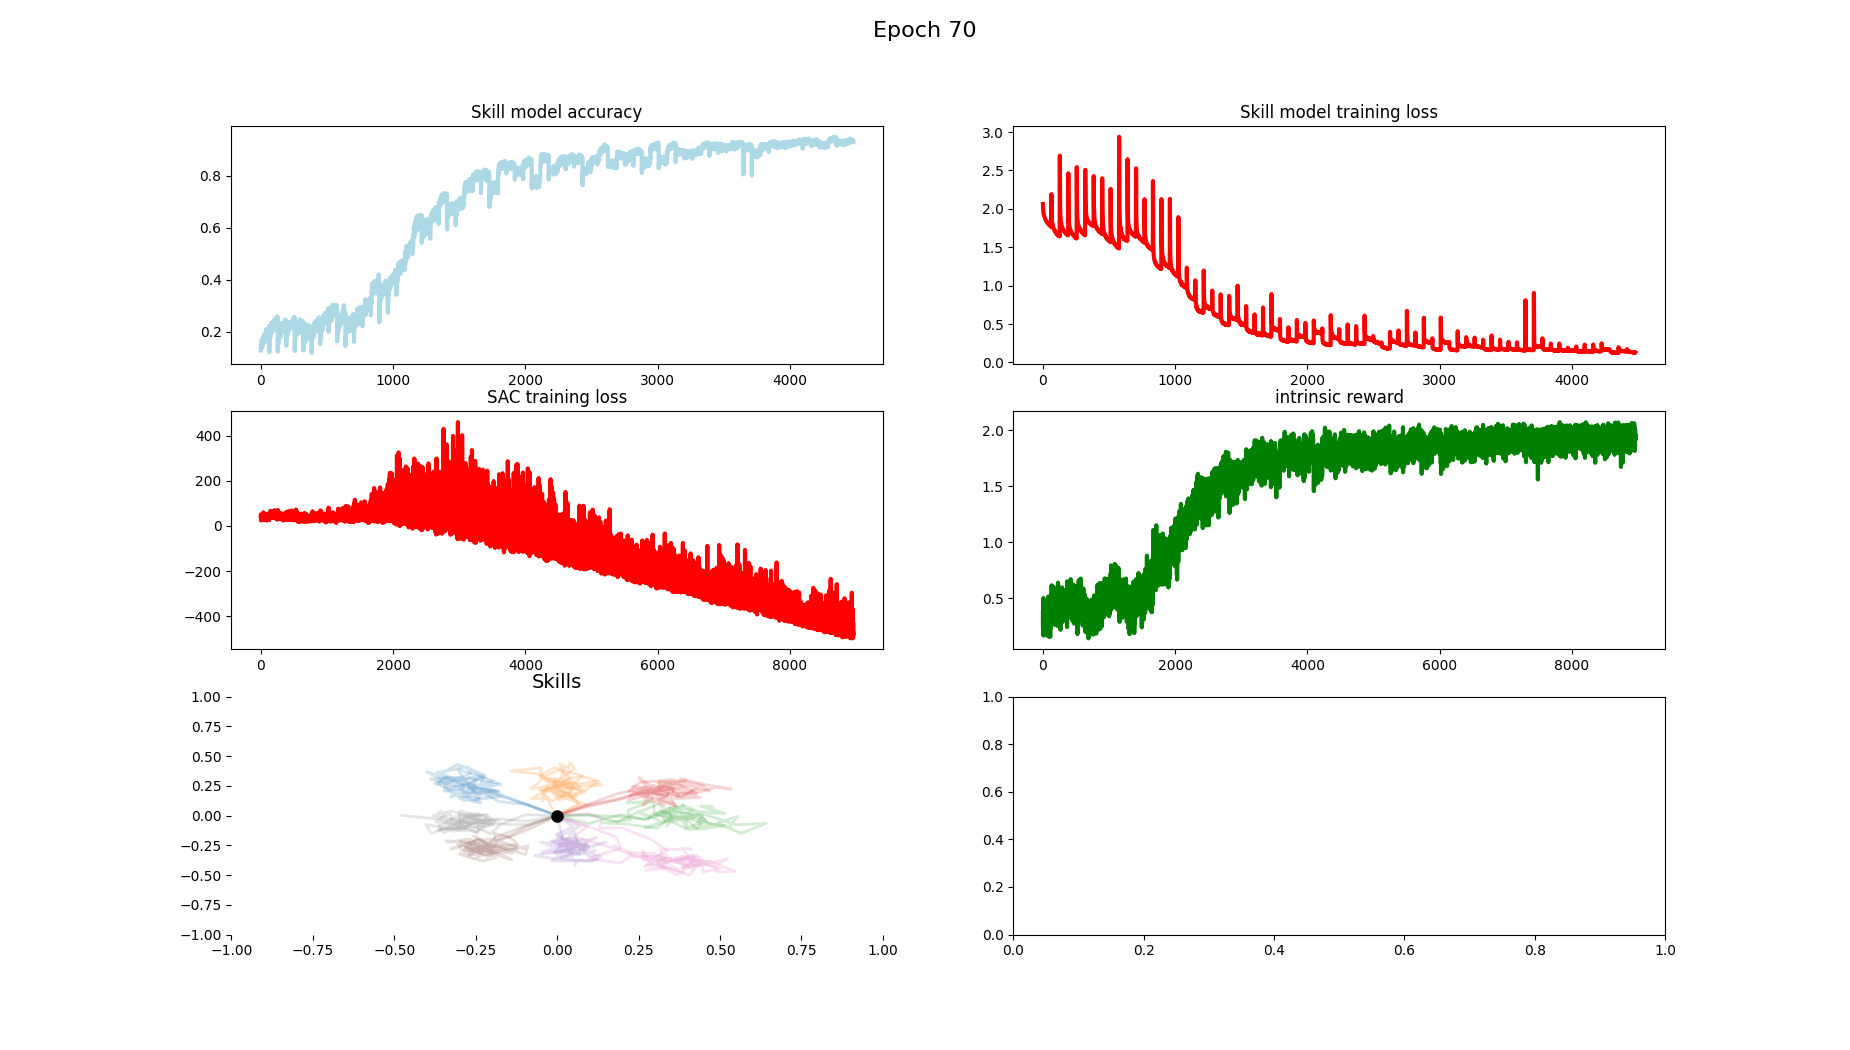 Epoch 70
Skill model accuracy
0.8
0.6
0.4
0.2
0 1000 2000 3000 4000
Skill model training loss
3.0
2.5
2.0
1.5
1.0
0.5
0.0
0 1000 2000 3000 4000
SAC training loss
400
200
0
−200
−400
0 2000 4000 6000 8000
intrinsic reward
2.0
1.5
1.0
0.5
0 2000 4000 6000 8000
Skills
1.00
0.75
0.50
0.25
0.00
−0.25
−0.50
−0.75
−1.00
−1.00 −0.75 −0.50 −0.25 0.00 0.25 0.50 0.75 1.00
1.0
0.8
0.6
0.4
0.2
0.0
0.0 0.2 0.4 0.6 0.8 1.0